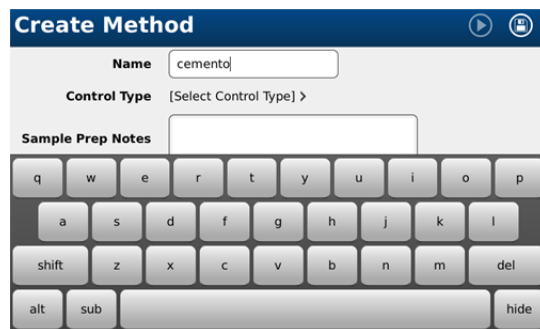 Create Method
Name cemento
Control Type [Select Control Type] >
Sample Prep Notes
q w e r t y u i o p
a s d f g h j k l
shift z x c v b n m del
alt sub hide